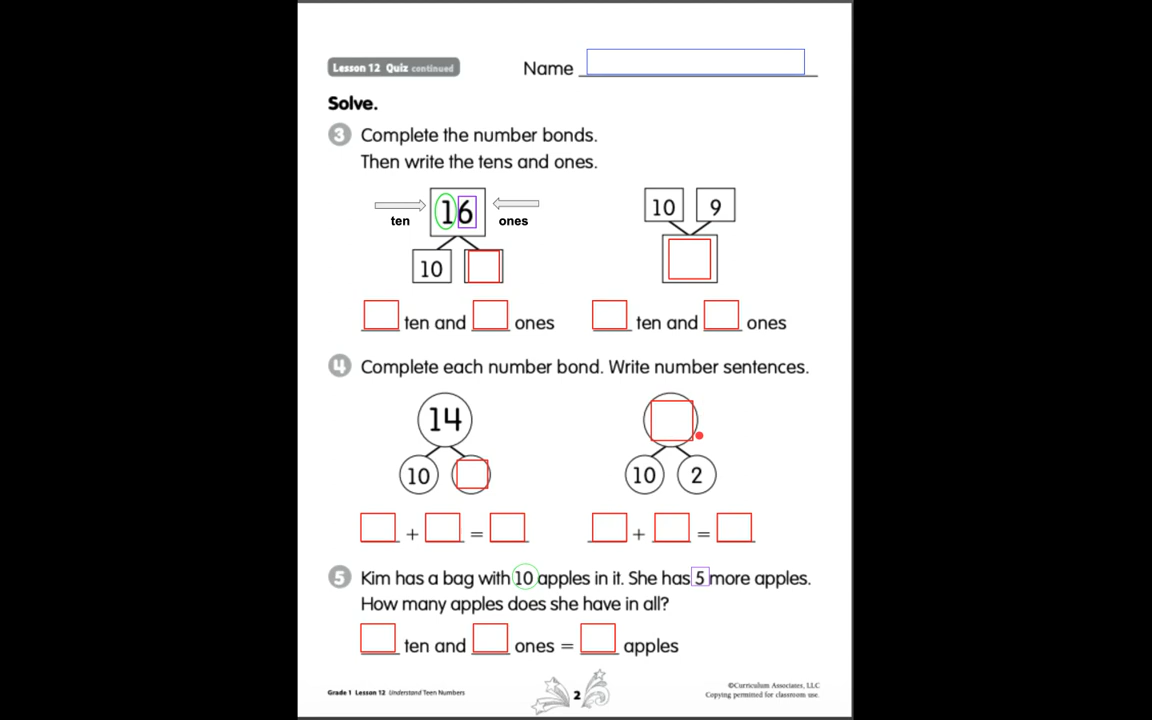 Lesson 12 Quiz continued
Name
Solve.
3 Complete the number bonds.
Then write the tens and ones.
16
ten
ones
10
10 9
ten and ones
ten and ones
4 Complete each number bond. Write number sentences.
14
10
10 2
+ =
+ =
5 Kim has a bag with 10 apples in it. She has 5 more apples.
How many apples does she have in all?
ten and ones = apples
Grade 1 Lesson 12 Understand Teen Numbers
2
©Curriculum Associates, LLC
Copying permitted for classroom use.